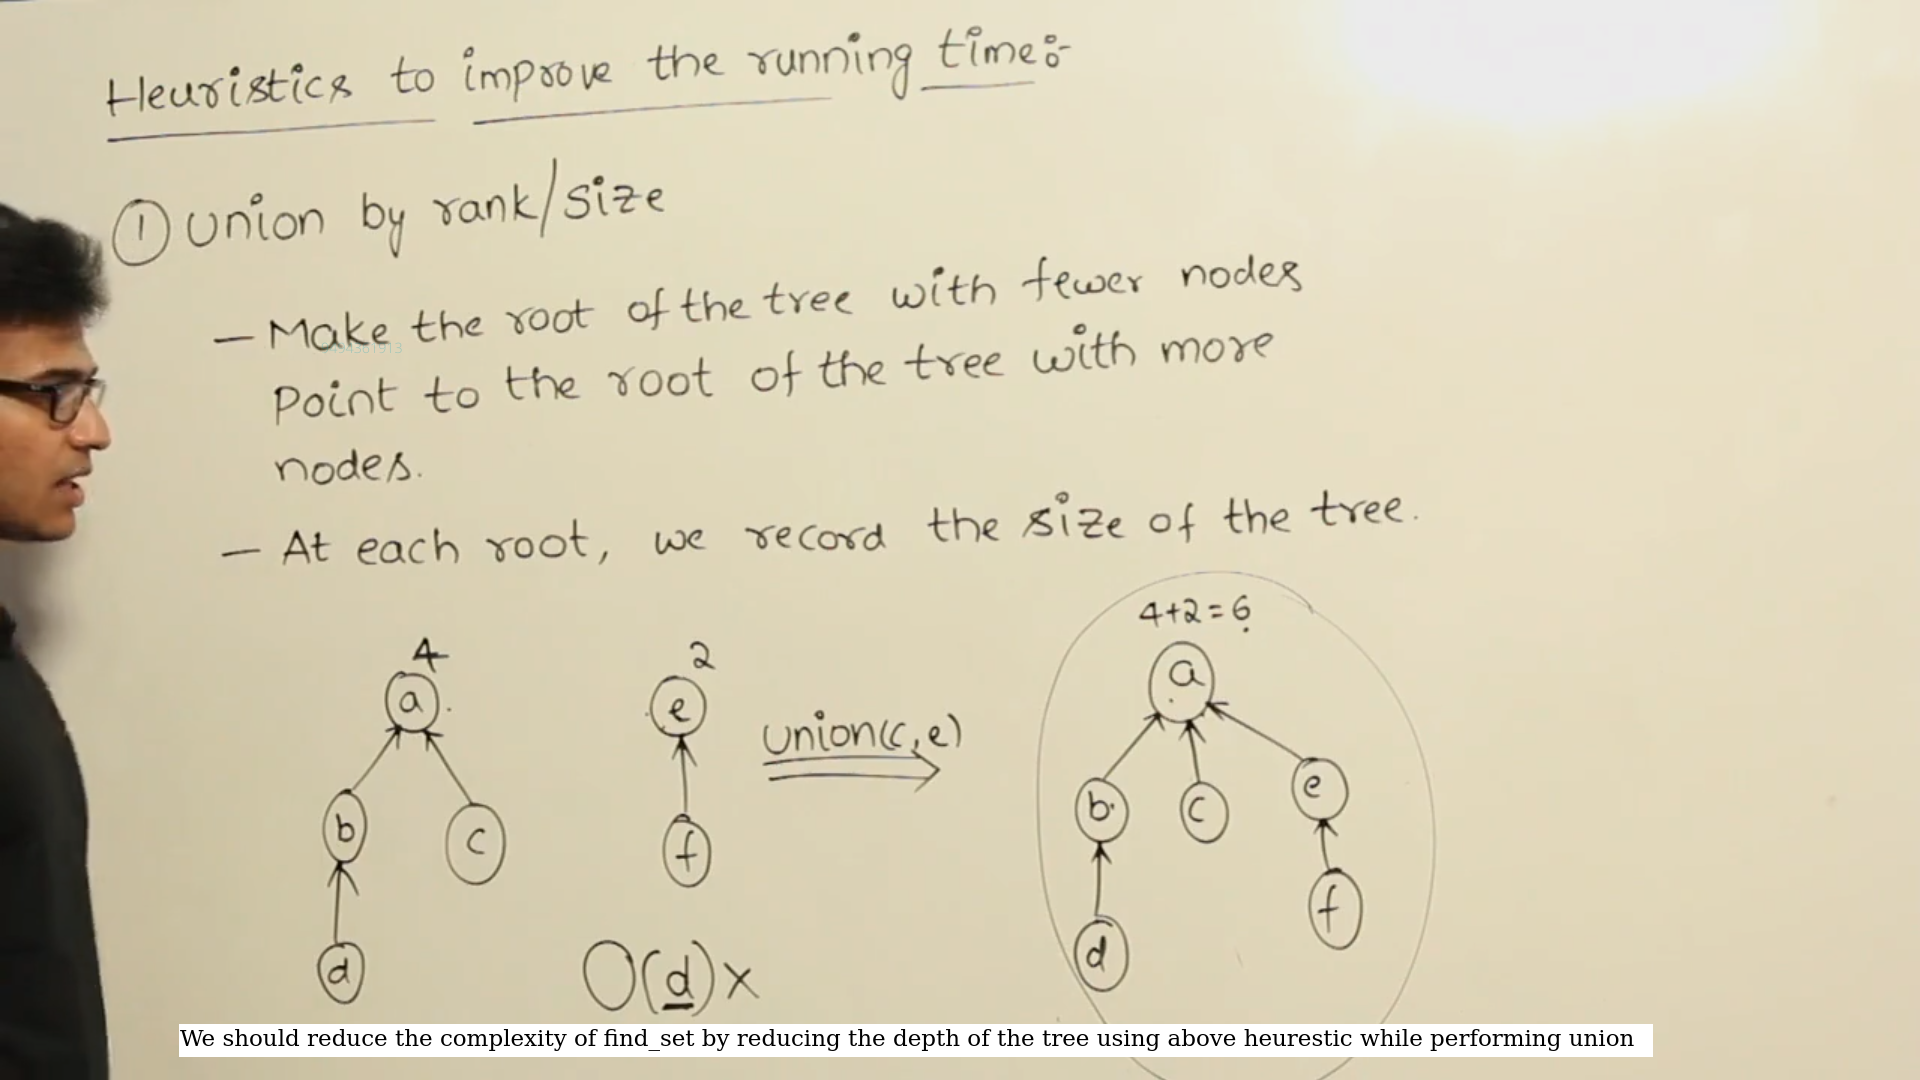 Heuristics to improve the running time:-
1 Union by rank/size
- Make the root of the tree with fewer nodes
Point to the root of the tree with more
nodes.
- At each root, we record the size of the tree.
4+2=6
4
2
a
e
a
union(c,e)
b
c
f
b
c
e
d
d
f
O(d)x
We should reduce the complexity of find_set by reducing the depth of the tree using above heurestic while performing union